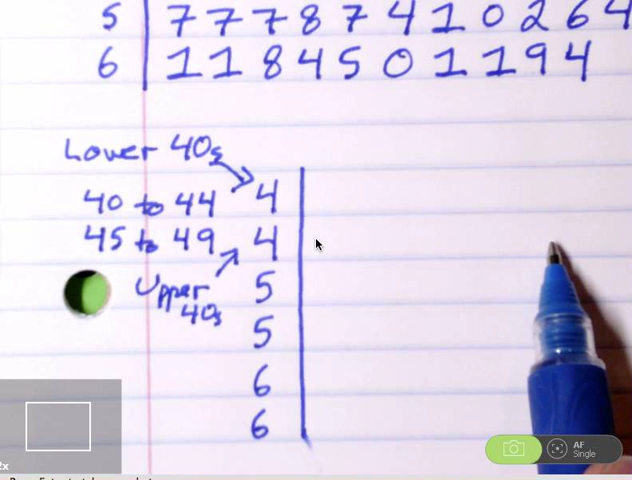 5 | 7 7 7 8 7 4 1 0 2 6 4
6 | 1 1 8 4 5 0 1 1 9 4
Lower 40s
40 to 44 4
45 to 49 4
Upper 40s
5
5
6
6
AF
Single